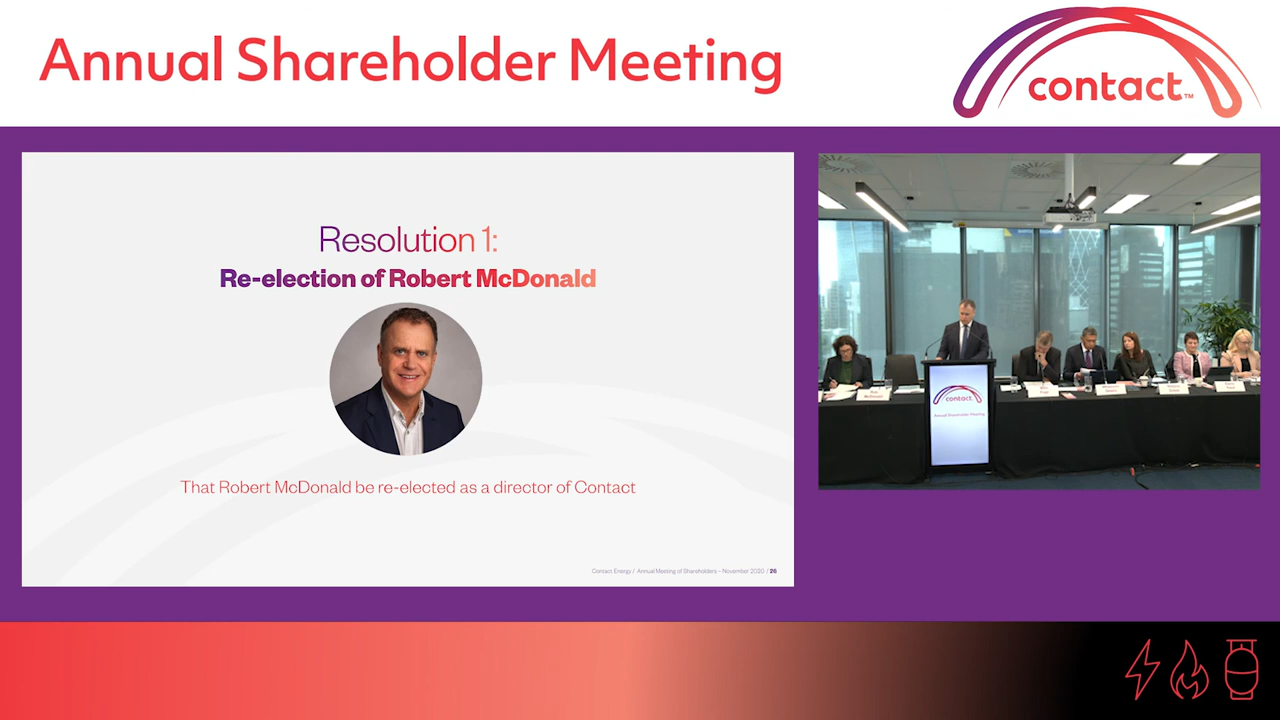 Annual Shareholder Meeting
contact™
Resolution 1:
Re-election of Robert McDonald
That Robert McDonald be re-elected as a director of Contact
Contact Energy / Annual Meeting of Shareholders – November 2020 / 26
contact
Annual Shareholder Meeting